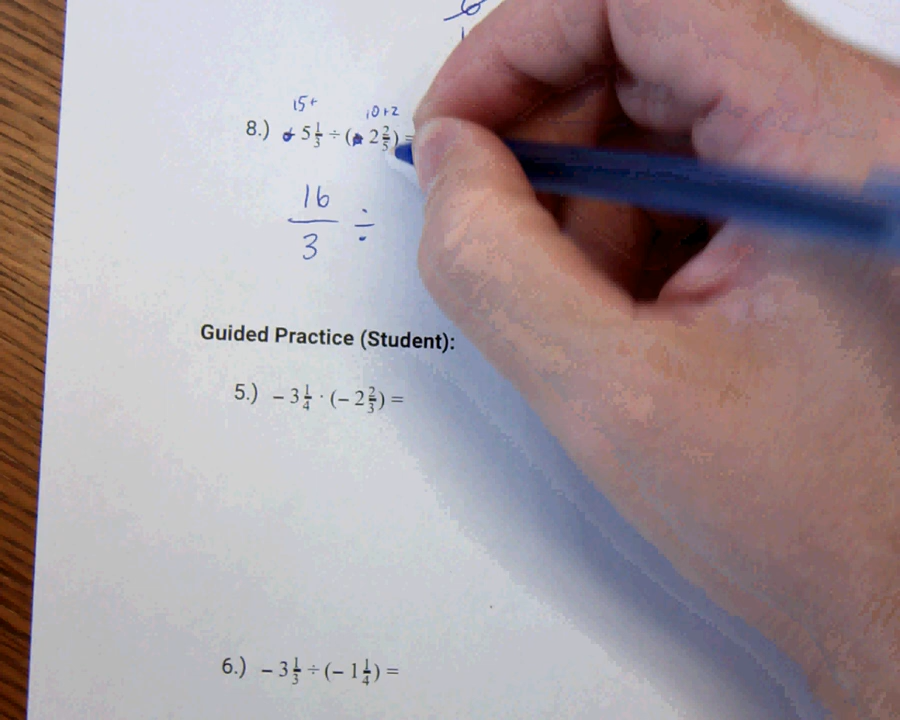 15+ 10+2
8.) 5 1/3 ÷ ( 2 2/5) =
16/3 ÷
Guided Practice (Student):
5.) – 3 1/4 · (– 2 2/3) =
6.) – 3 1/3 ÷ (– 1 1/4) =